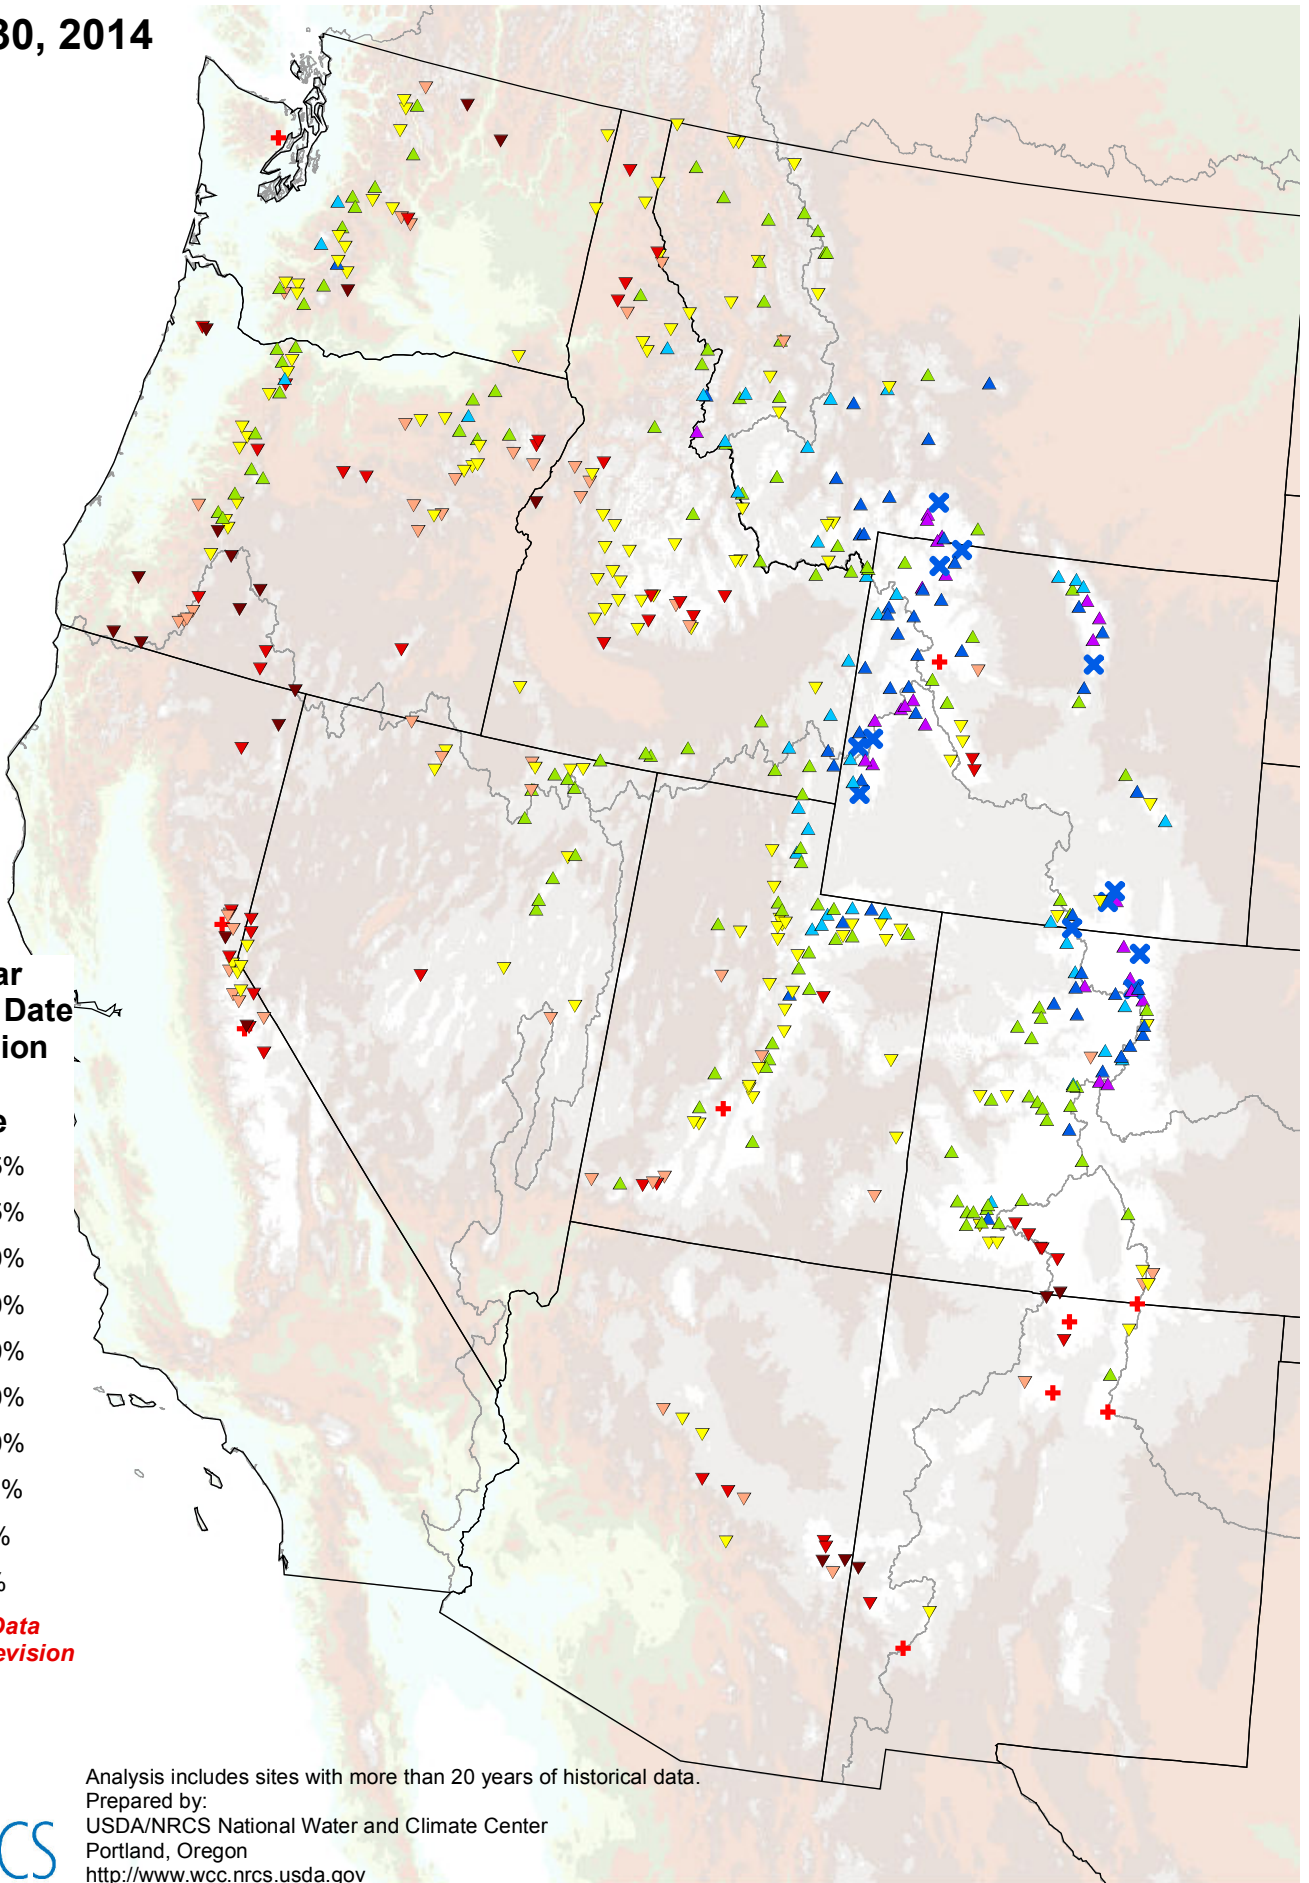 30, 2014
ar
Date
ion
e
%
%
%
%
%
%
%
%
%
%
Data
evision
Analysis includes sites with more than 20 years of historical data.
Prepared by:
USDA/NRCS National Water and Climate Center
Portland, Oregon
http://www.wcc.nrcs.usda.gov
CS